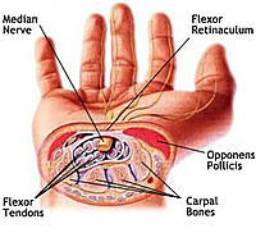 Median
Nerve
Flexor
Retinaculum
Opponens
Pollicis
Flexor
Tendons
Carpal
Bones